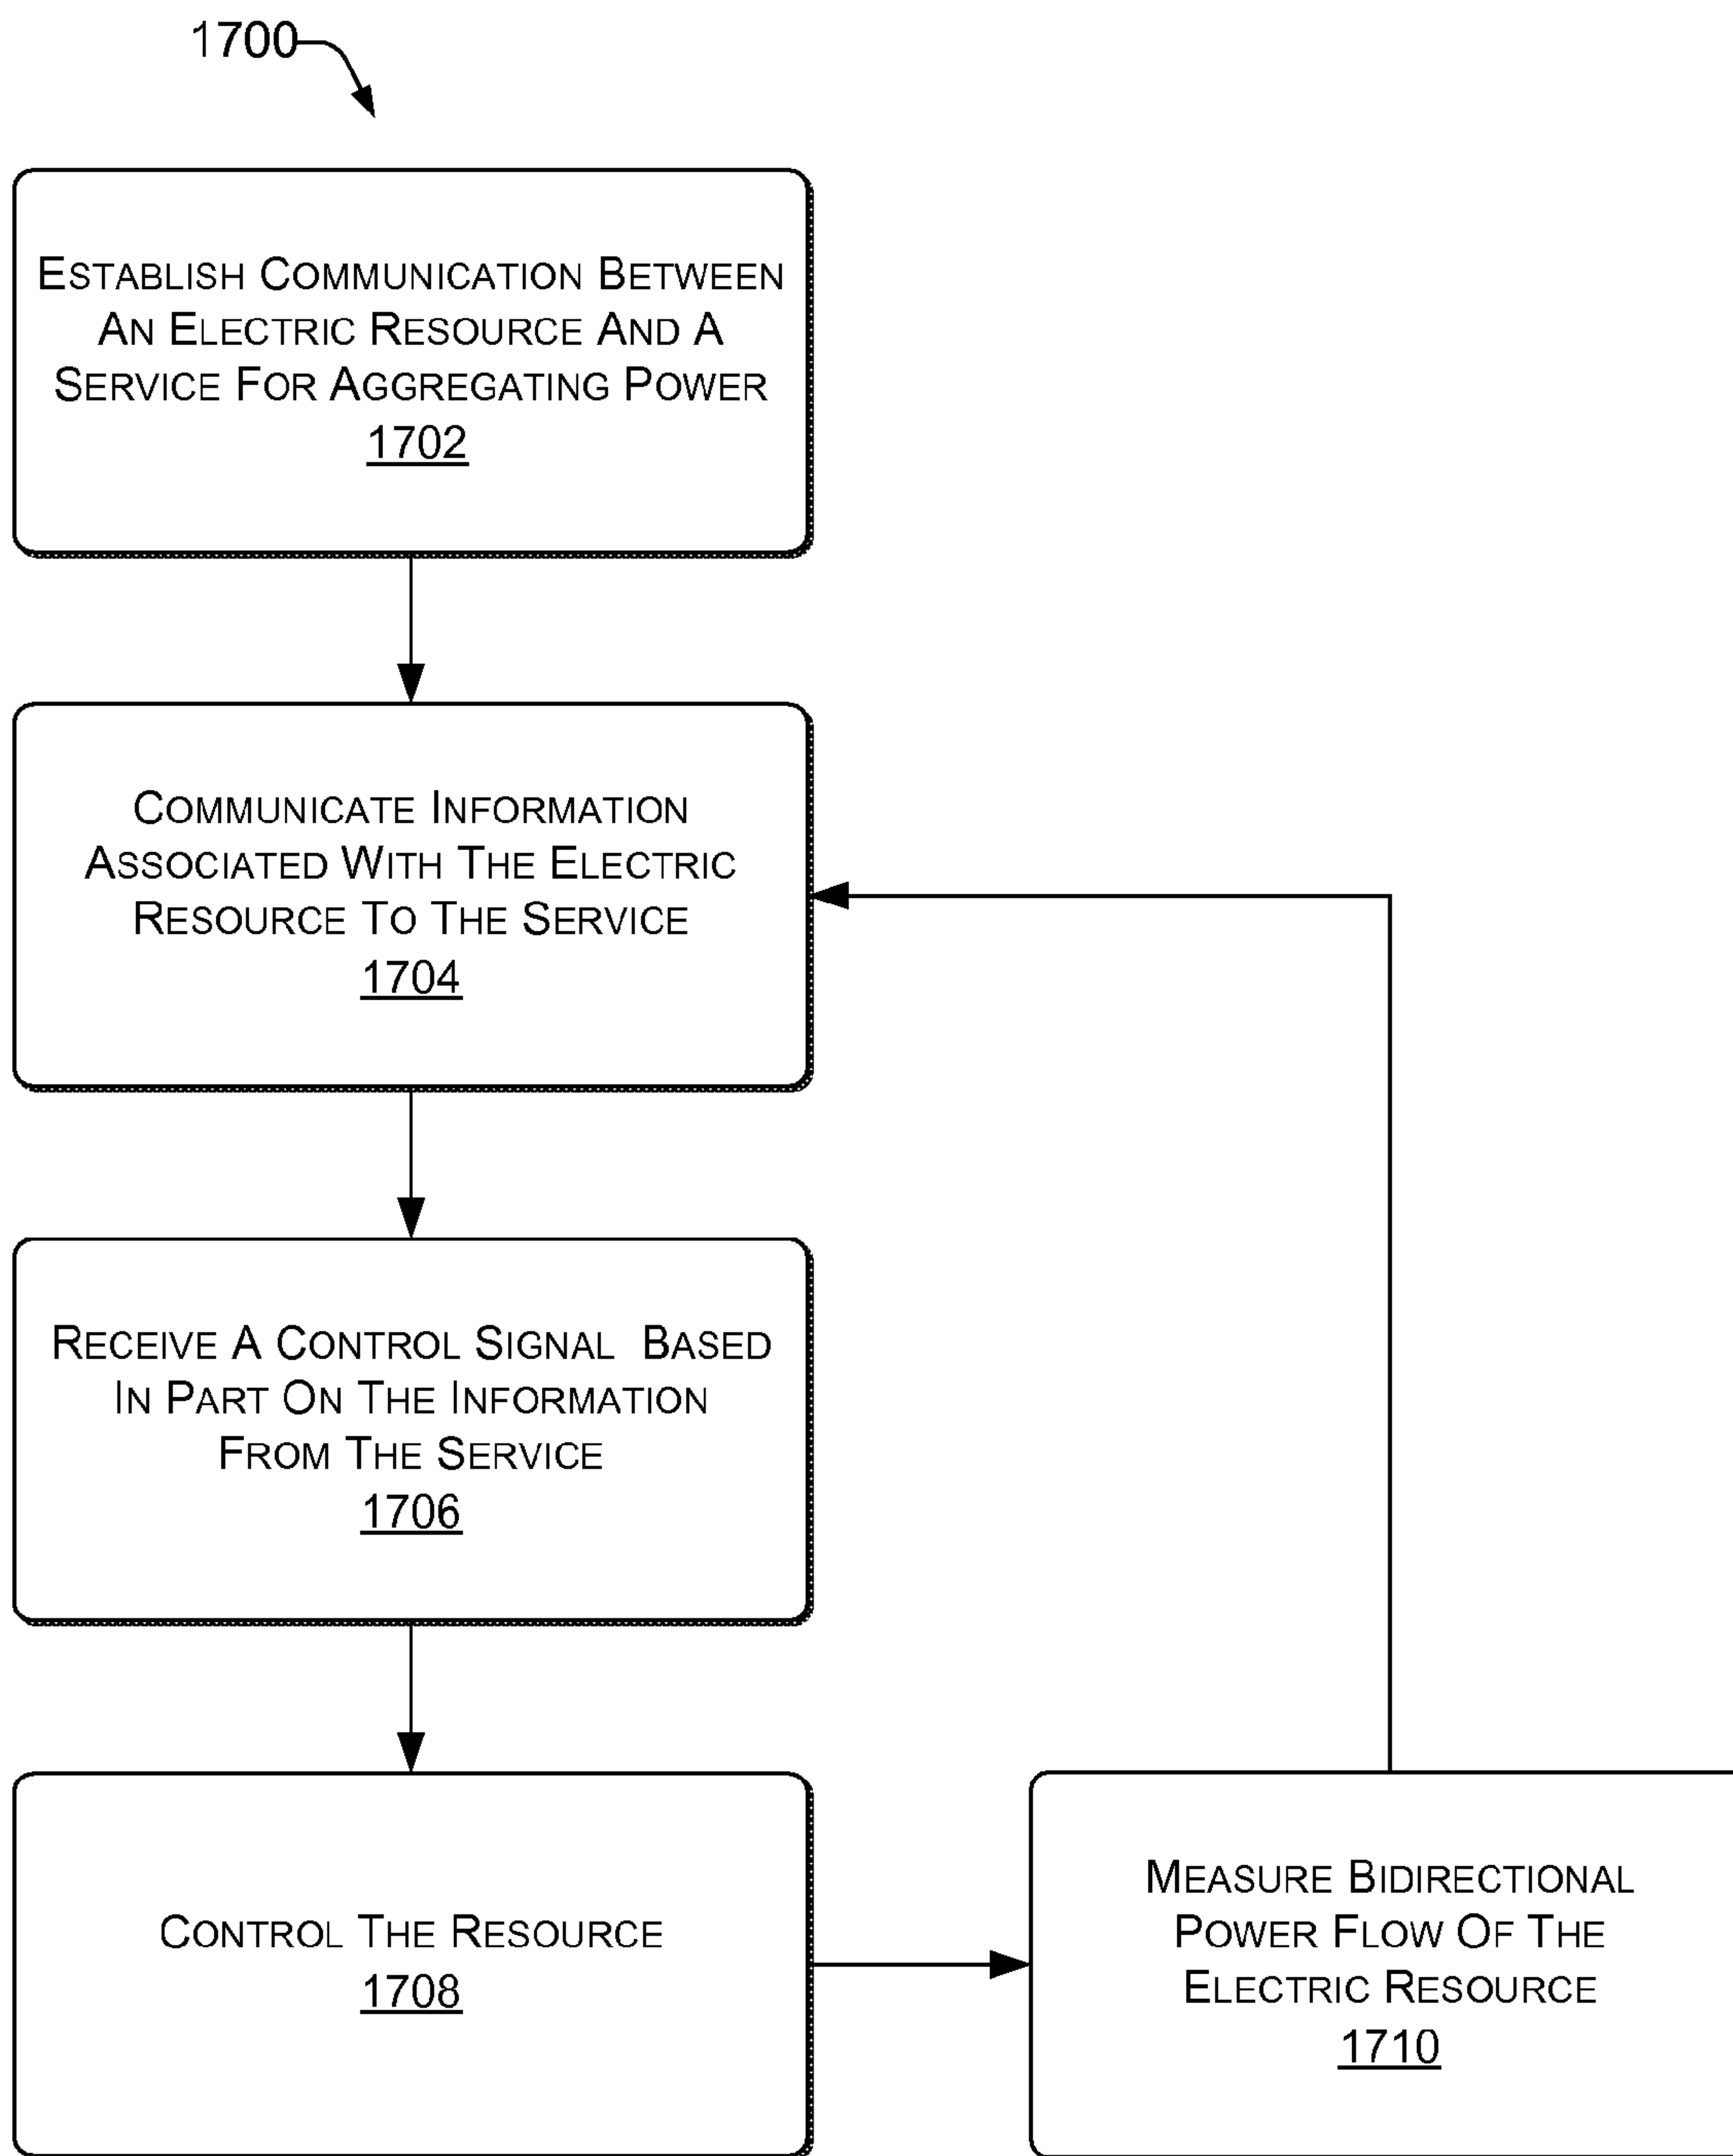 1700
ESTABLISH COMMUNICATION BETWEEN
AN ELECTRIC RESOURCE AND A
SERVICE FOR AGGREGATING POWER
1702
COMMUNICATE INFORMATION
ASSOCIATED WITH THE ELECTRIC
RESOURCE TO THE SERVICE
1704
RECEIVE A CONTROL SIGNAL BASED
IN PART ON THE INFORMATION
FROM THE SERVICE
1706
CONTROL THE RESOURCE
1708
MEASURE BIDIRECTIONAL
POWER FLOW OF THE
ELECTRIC RESOURCE
1710